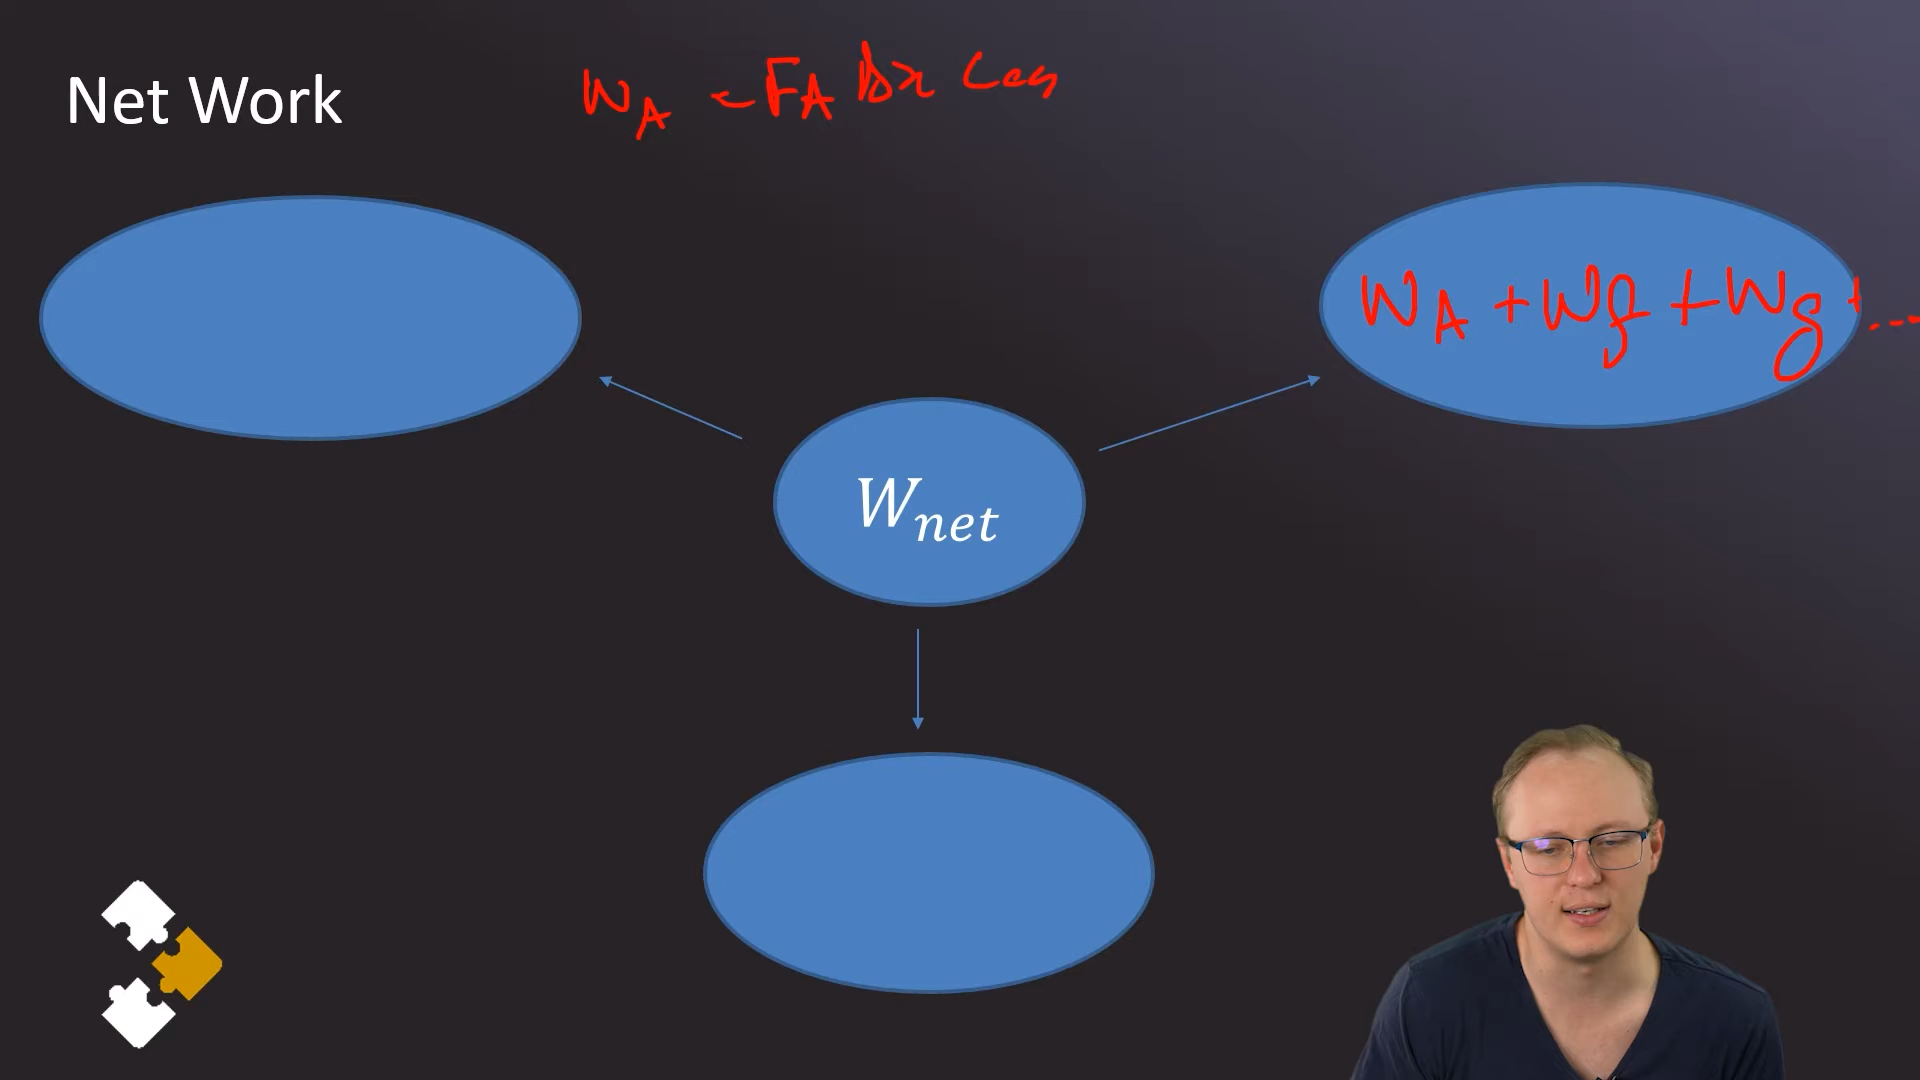 Net Work
W_A = F_A Δx Cos
W_A + W_f + W_g + ....
W_net